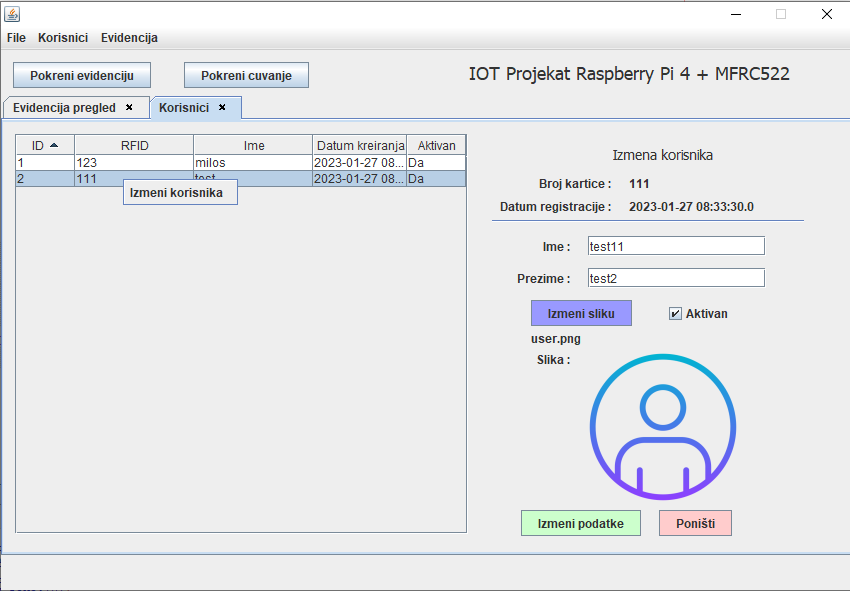 File Korisnici Evidencija
Pokreni evidenciju Pokreni cuvanje IOT Projekat Raspberry Pi 4 + MFRC522
Evidencija pregled × Korisnici ×
ID RFID Ime Datum kreiranja Aktivan
1 123 milos 2023-01-27 08... Da
2 111 test 2023-01-27 08... Da
Izmeni korisnika
Izmena korisnika
Broj kartice : 111
Datum registracije : 2023-01-27 08:33:30.0
Ime : test11
Prezime : test2
Izmeni sliku Aktivan
user.png
Slika :
Izmeni podatke Poništi